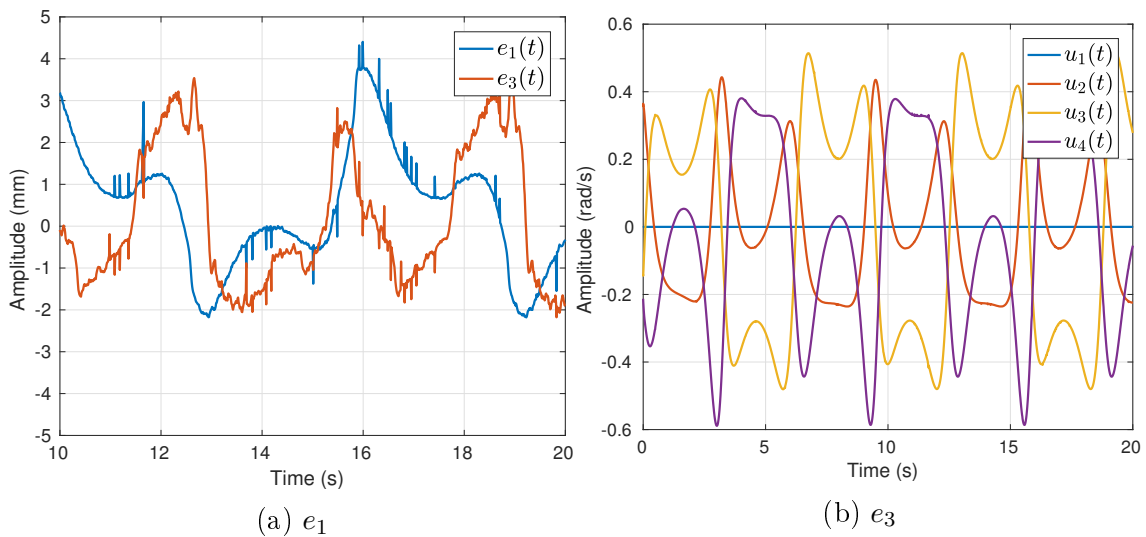 5
4
3
2
1
0
-1
-2
-3
-4
-5
Amplitude (mm)
10
12
14
16
18
20
Time (s)
e₁(t)
e₃(t)
(a) e₁
0.6
0.4
0.2
0
-0.2
-0.4
-0.6
Amplitude (rad/s)
0
5
10
15
20
Time (s)
u₁(t)
u₂(t)
u₃(t)
u₄(t)
(b) e₃